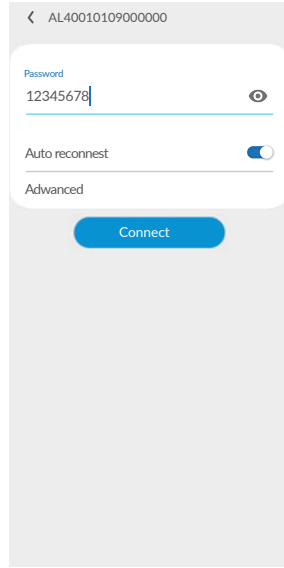 AL40010109000000
Password
12345678
Auto reconnest
Adwanced
Connect